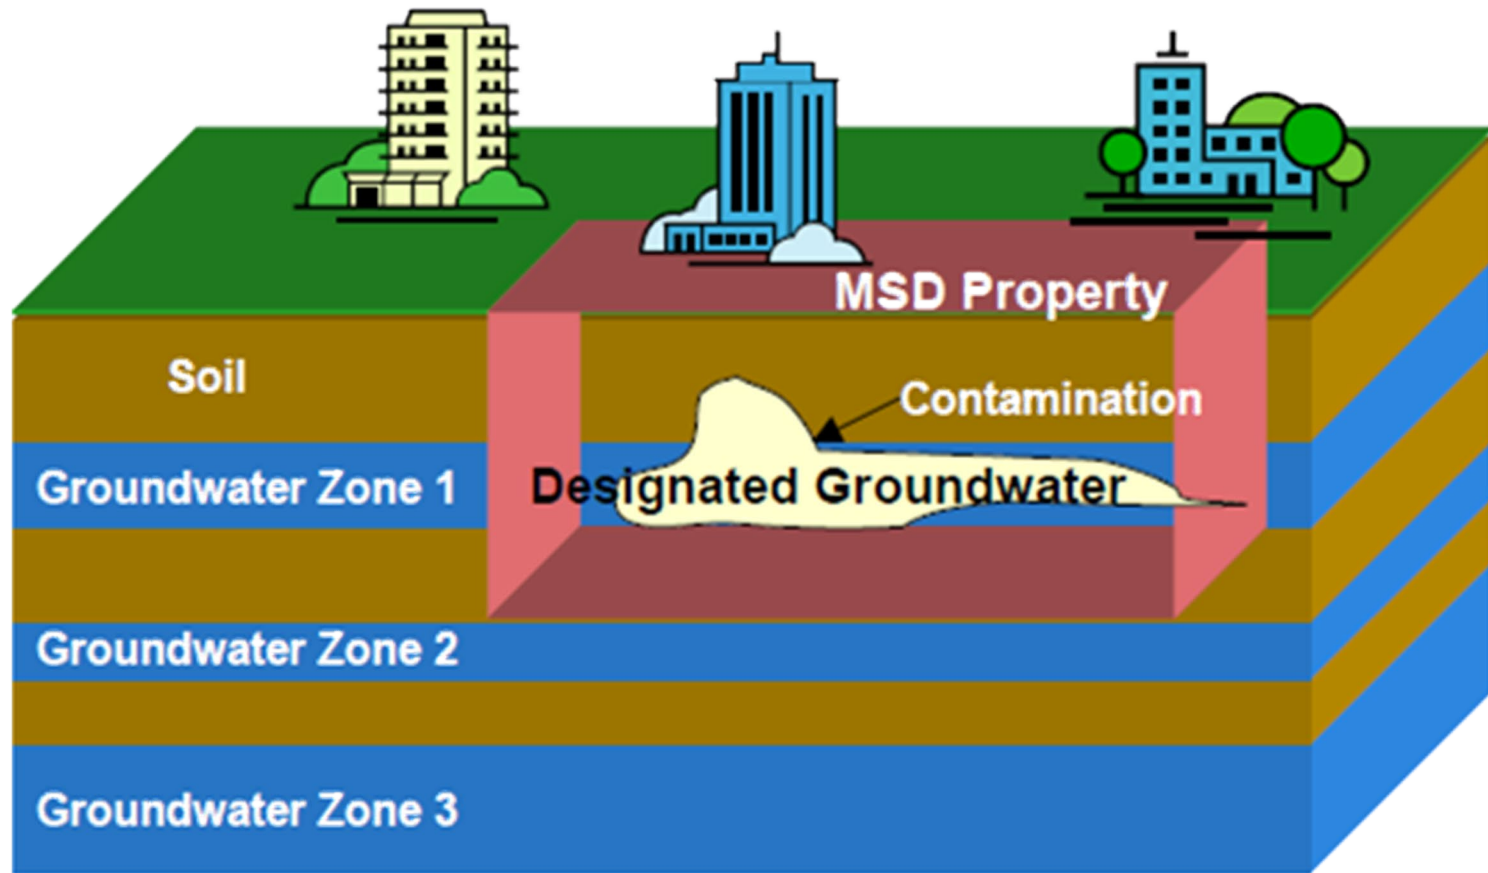 MSD Property
Soil
Contamination
Groundwater Zone 1
Designated Groundwater
Groundwater Zone 2
Groundwater Zone 3